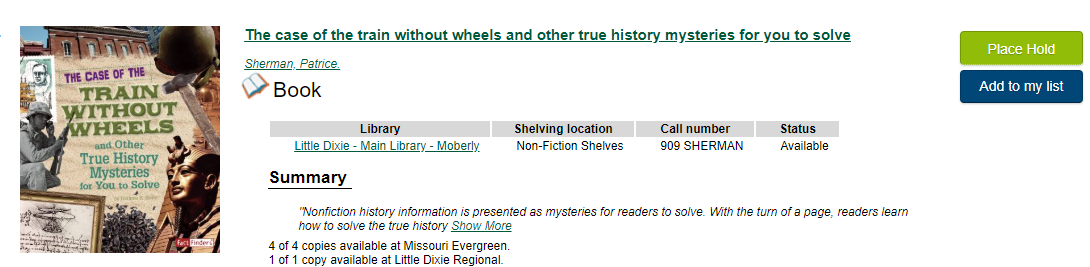 The case of the train without wheels and other true history mysteries for you to solve
Sherman, Patrice.
Book
Place Hold
Add to my list
THE CASE OF THE
TRAIN
WITHOUT
WHEELS
and Other
True History
Mysteries
for You to Solve
Fact Finders
Library Shelving location Call number Status
Little Dixie - Main Library - Moberly Non-Fiction Shelves 909 SHERMAN Available
Summary
"Nonfiction history information is presented as mysteries for readers to solve. With the turn of a page, readers learn
how to solve the true history Show More
4 of 4 copies available at Missouri Evergreen.
1 of 1 copy available at Little Dixie Regional.